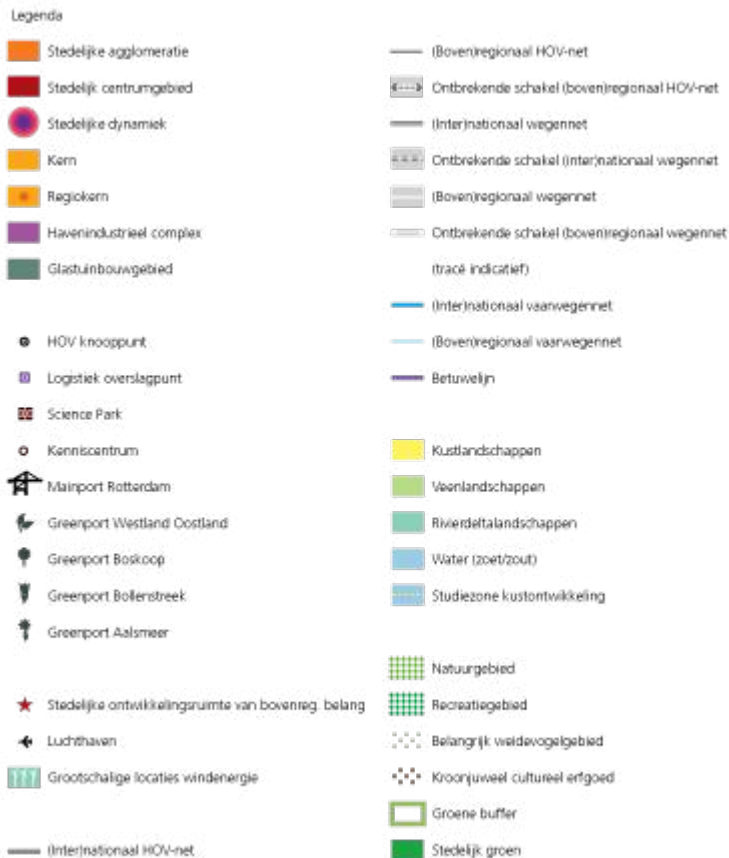 Legenda
Stedelijke agglomeratie
Stedelijk centrumgebied
Stedelijke dynamiek
Kern
Regiokern
Havenindustrieel complex
Glastuinbouwgebied
HOV knooppunt
Logistiek overslagpunt
Science Park
Kenniscentrum
Mainport Rotterdam
Greenport Westland Oostland
Greenport Boskoop
Greenport Bollenstreek
Greenport Aalsmeer
Stedelijke ontwikkelingsruimte van bovenreg. belang
Luchthaven
Grootschalige locaties windenergie
(Inter)nationaal HOV-net
(Boven)regionaal HOV-net
Ontbrekende schakel (boven)regionaal HOV-net
(Inter)nationaal wegennet
Ontbrekende schakel (inter)nationaal wegennet
(Boven)regionaal wegennet
Ontbrekende schakel (boven)regionaal wegennet
(tracé indicatief)
(Inter)nationaal vaarwegennet
(Boven)regionaal vaarwegennet
Betuwelijn
Kustlandschappen
Veenlandschappen
Rivierdeltalandschappen
Water (zoet/zout)
Studiezone kustontwikkeling
Natuurgebied
Recreatiegebied
Belangrijk weidevogelgebied
Kroonjuweel cultureel erfgoed
Groene buffer
Stedelijk groen